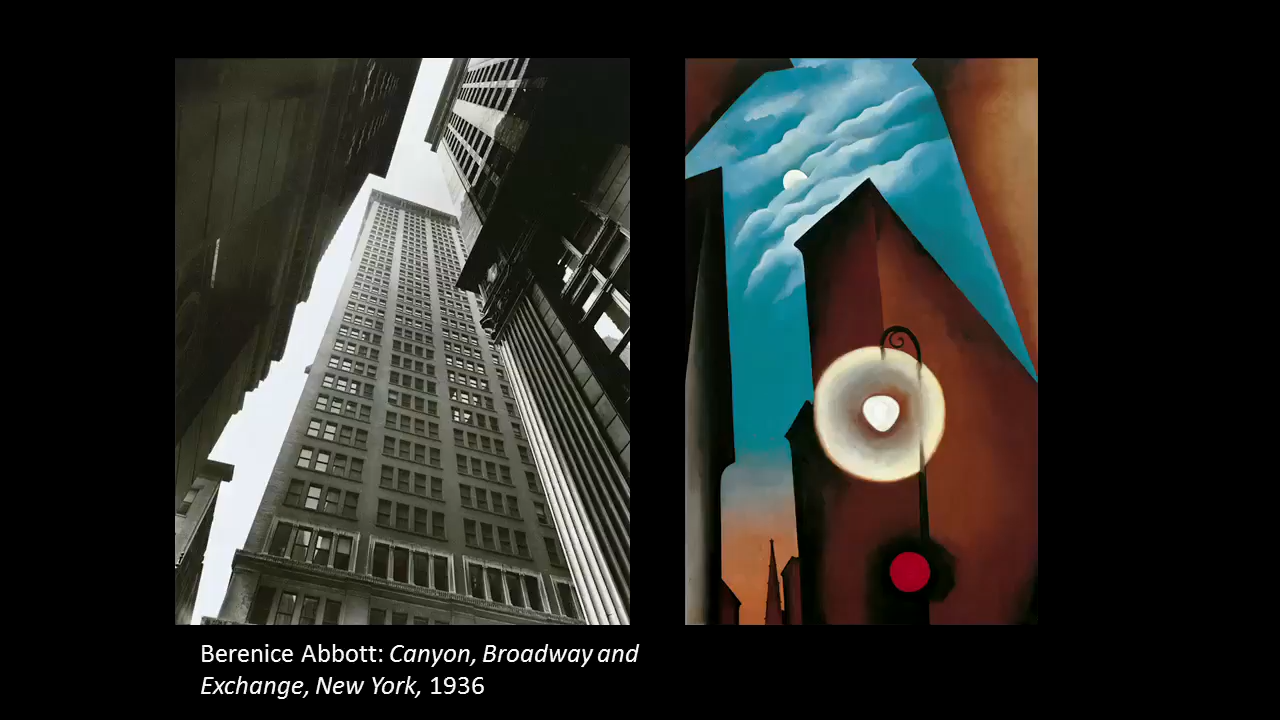 Berenice Abbott: Canyon, Broadway and
Exchange, New York, 1936